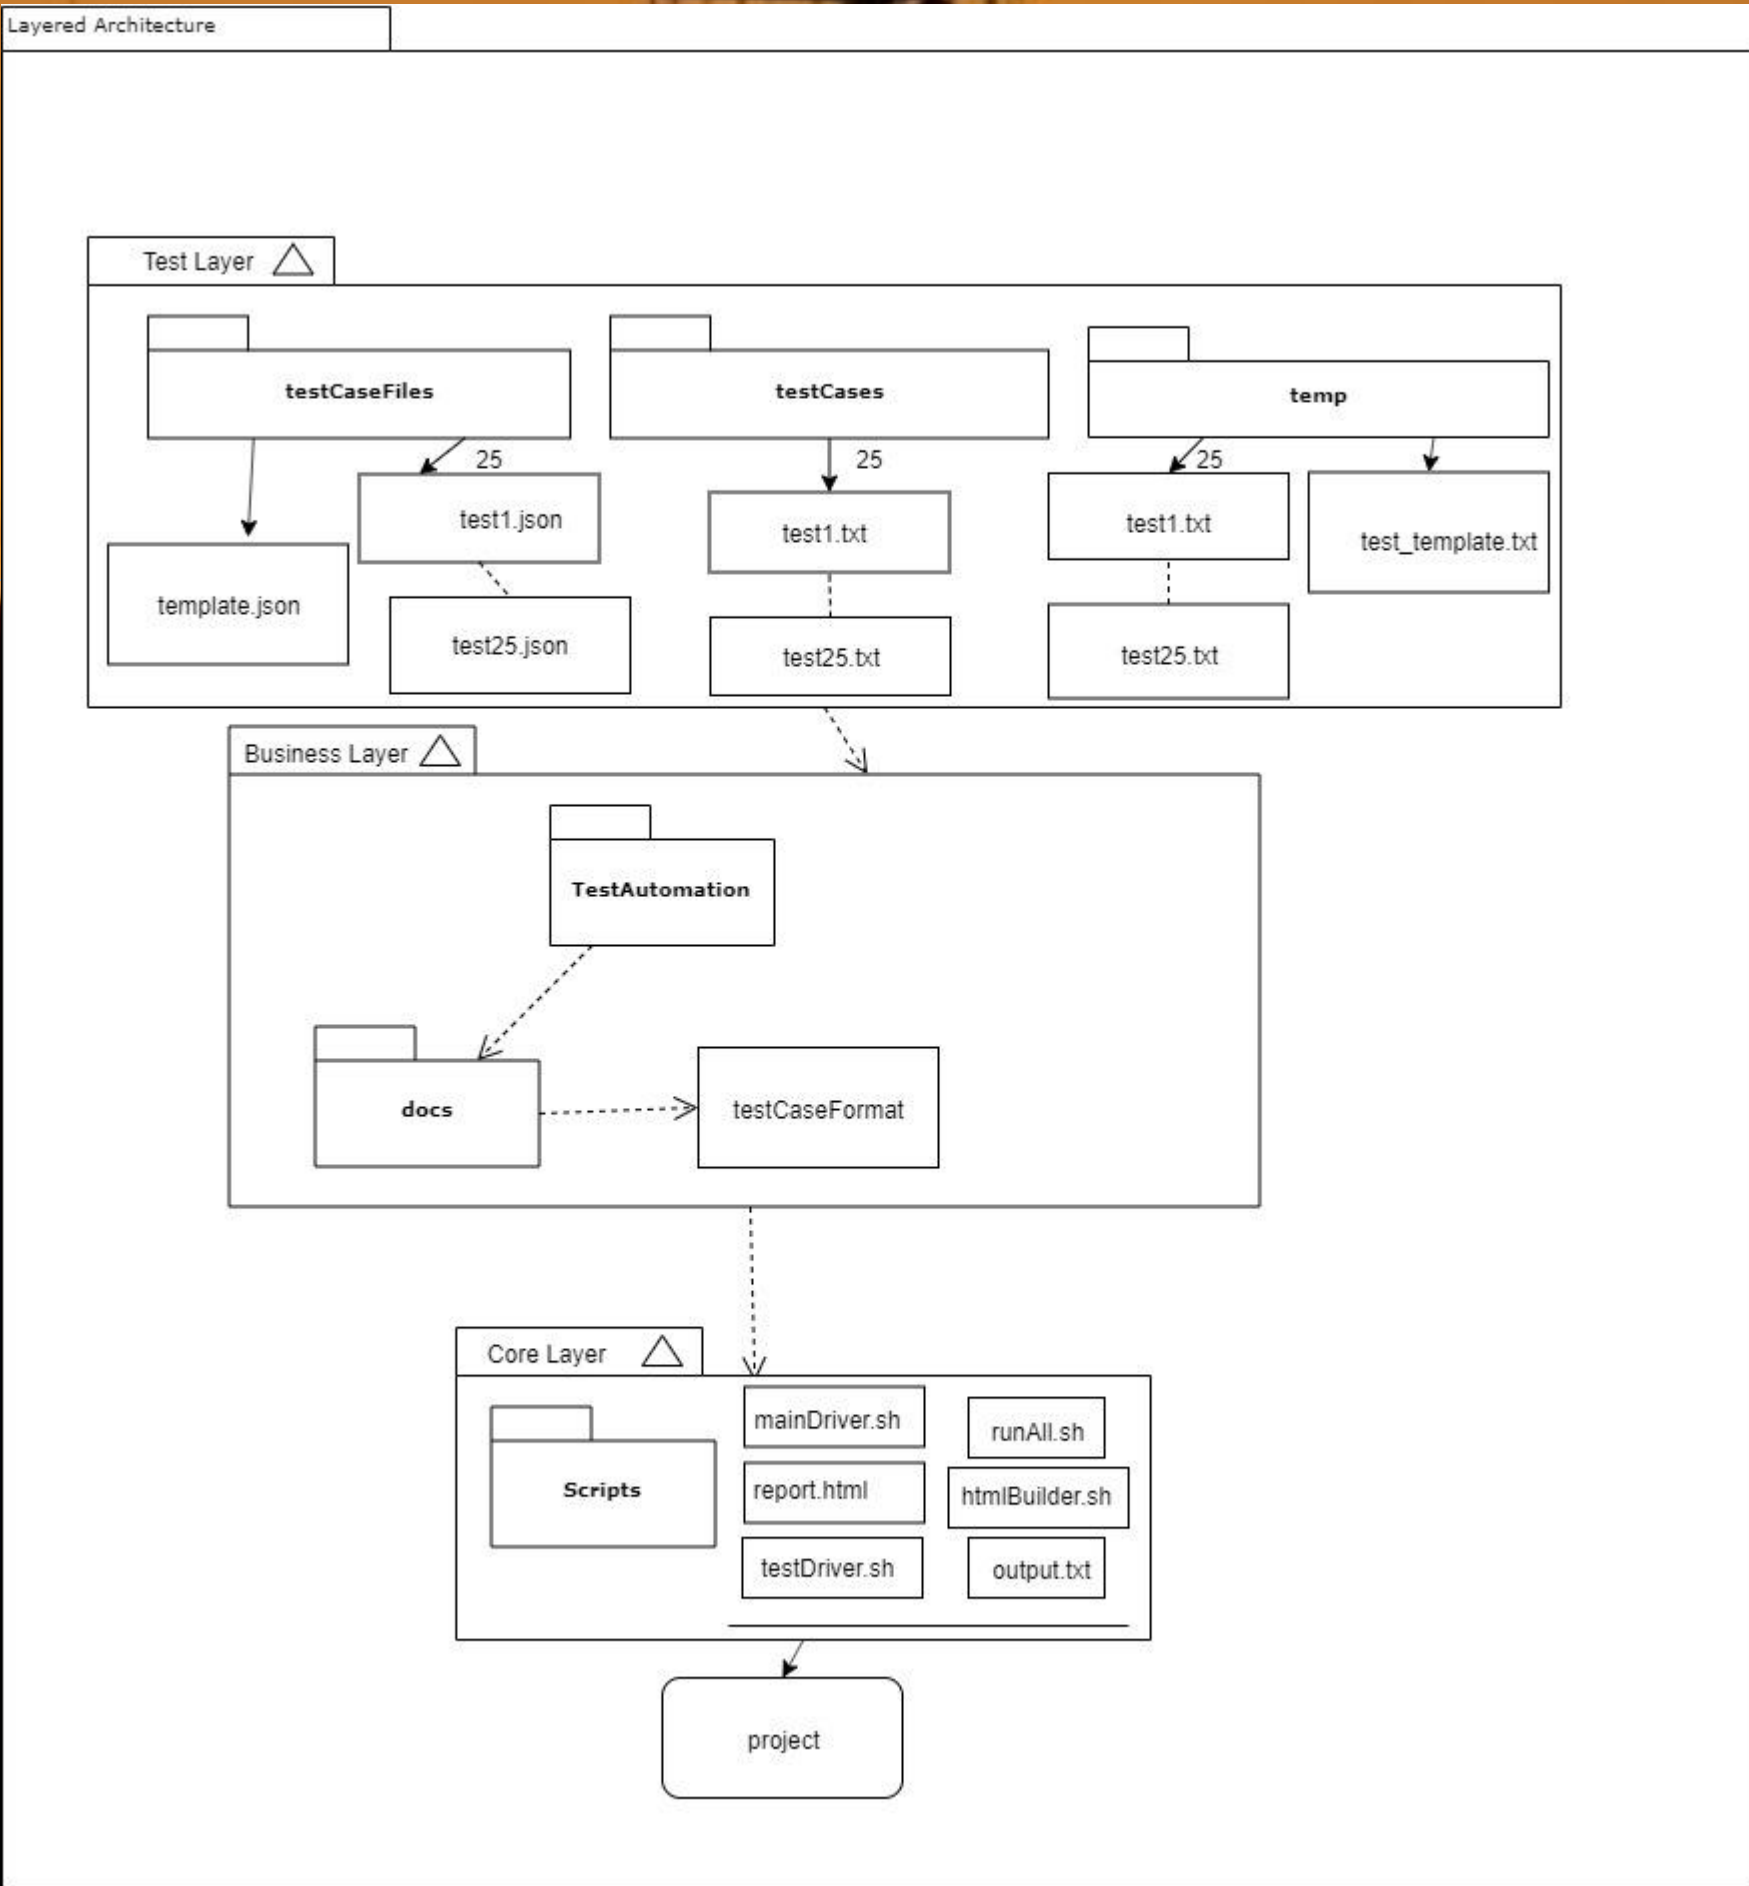 Layered Architecture
Test Layer
testCaseFiles
testCases
temp
25
25
25
test1.json
test1.txt
test1.txt
test_template.txt
template.json
test25.json
test25.txt
test25.txt
Business Layer
TestAutomation
docs
testCaseFormat
Core Layer
Scripts
mainDriver.sh
runAll.sh
report.html
htmlBuilder.sh
testDriver.sh
output.txt
project